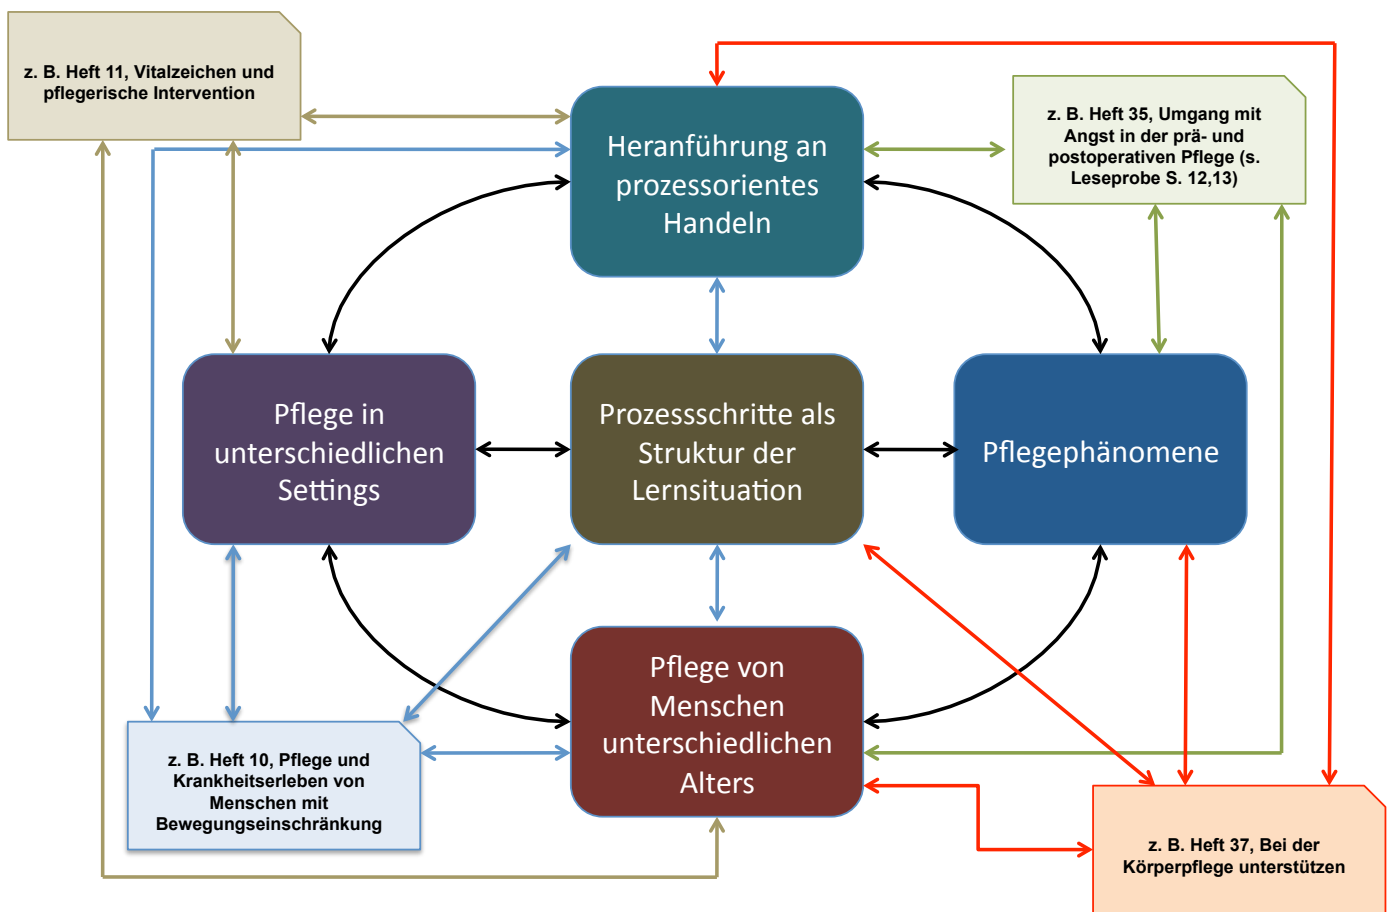 z. B. Heft 11, Vitalzeichen und
pflegerische Intervention
Heranführung an
prozessorientes
Handeln
z. B. Heft 35, Umgang mit
Angst in der prä- und
postoperativen Pflege (s.
Leseprobe S. 12,13)
Pflege in
unterschiedlichen
Settings
Prozessschritte als
Struktur der
Lernsituation
Pflegephänomene
Pflege von
Menschen
unterschiedlichen
Alters
z. B. Heft 10, Pflege und
Krankheitserleben von
Menschen mit
Bewegungseinschränkung
z. B. Heft 37, Bei der
Körperpflege unterstützen